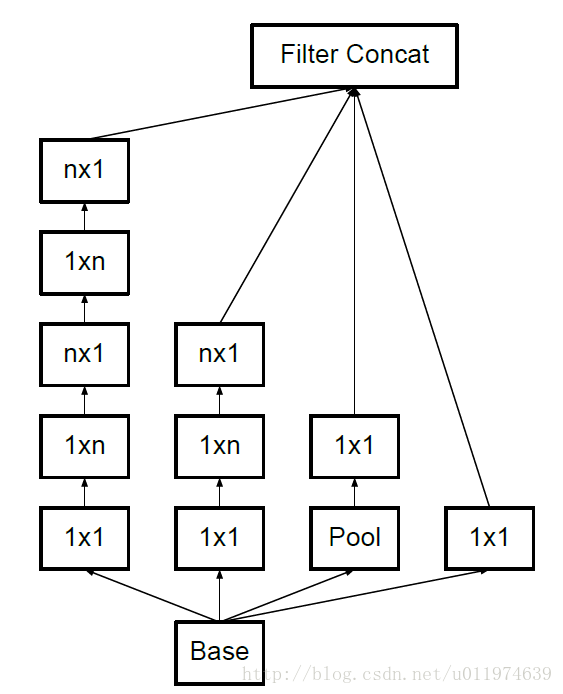 Filter Concat
nx1
1xn
nx1
nx1
1xn
1xn
1x1
1x1
1x1
Pool
1x1
Base
http://blog.csdn.net/u011974639